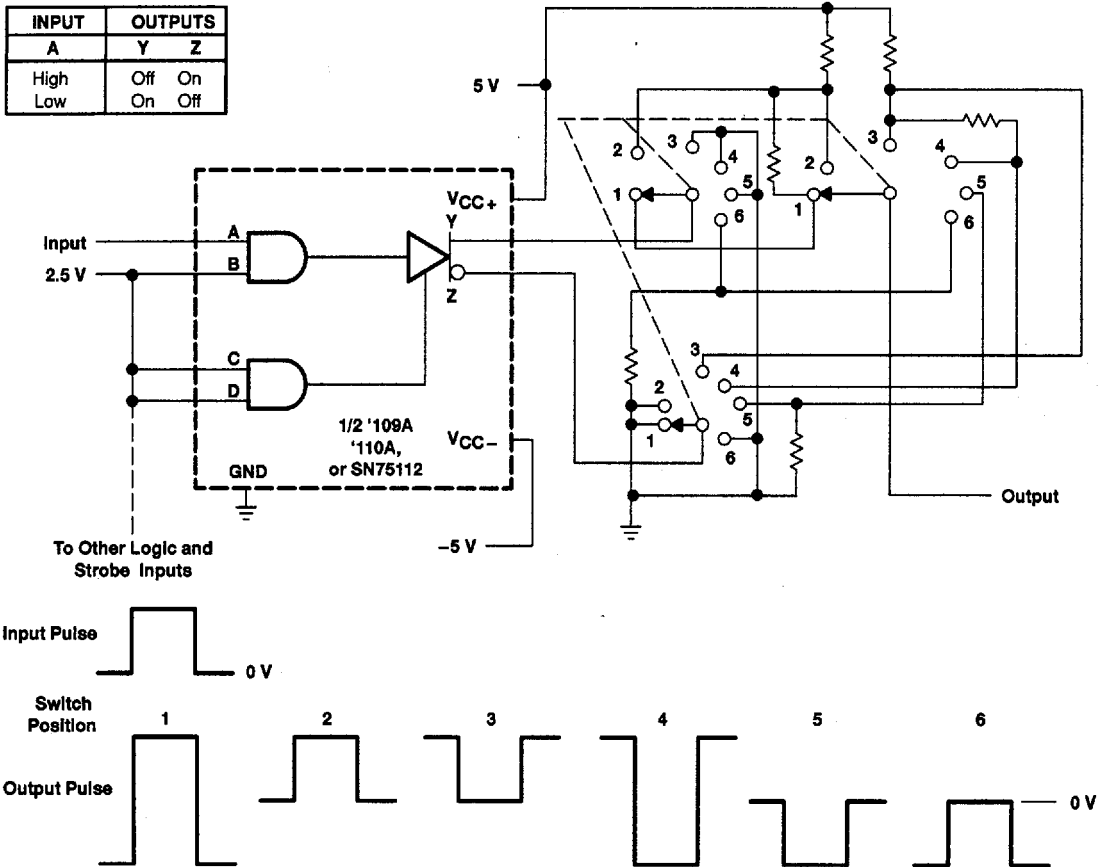 INPUT OUTPUTS
A Y Z
High Off On
Low On Off
5 V
3
2
4
1
5
6
2
1
3
4
5
6
VCC+
Y
Input
A
2.5 V
B
Z
C
D
1/2 '109A
'110A,
or SN75112
VCC−
GND
3
4
2
5
1
6
Output
−5 V
To Other Logic and
Strobe Inputs
Input Pulse
0 V
Switch
Position
1 2 3 4 5 6
Output Pulse
0 V